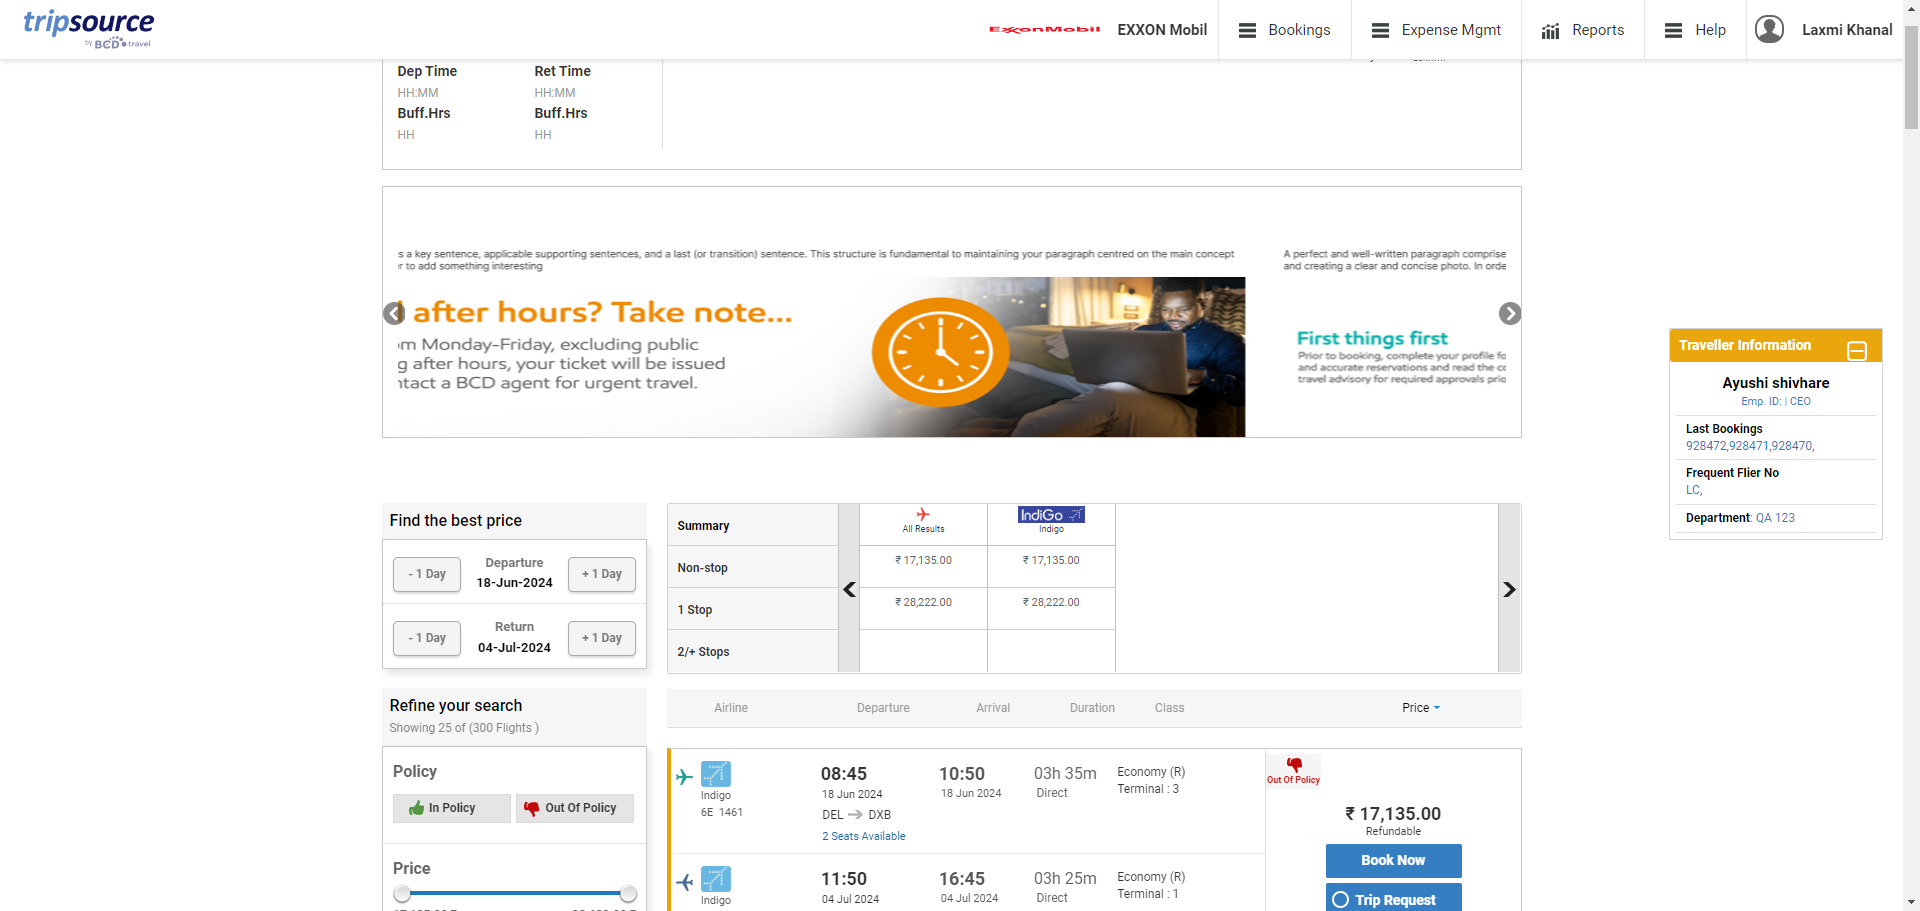 tripsource
by BCD travel
ExxonMobil
EXXON Mobil
Bookings
Expense Mgmt
Reports
Help
Laxmi Khanal
Dep Time
Ret Time
HH:MM
HH:MM
Buff.Hrs
Buff.Hrs
HH
HH
s a key sentence, applicable supporting sentences, and a last (or transition) sentence. This structure is fundamental to maintaining your paragraph centred on the main concept
r to add something interesting
after hours? Take note...
m Monday-Friday, excluding public
g after hours, your ticket will be issued
ntact a BCD agent for urgent travel.
A perfect and well-written paragraph comprise
and creating a clear and concise photo. In orde
First things first
Prior to booking, complete your profile fo
and accurate reservations and read the co
travel advisory for required approvals prio
Traveller Information
Ayushi shivhare
Emp. ID: | CEO
Last Bookings
928472,928471,928470,
Frequent Flier No
LC,
Department: QA 123
Find the best price
- 1 Day
Departure
18-Jun-2024
+ 1 Day
- 1 Day
Return
04-Jul-2024
+ 1 Day
Summary
All Results
IndiGo
Indigo
Non-stop
₹ 17,135.00
₹ 17,135.00
1 Stop
₹ 28,222.00
₹ 28,222.00
2/+ Stops
Refine your search
Showing 25 of (300 Flights )
Policy
In Policy
Out Of Policy
Price
Airline
Departure
Arrival
Duration
Class
Price
Indigo
6E 1461
08:45
18 Jun 2024
DEL
DXB
2 Seats Available
10:50
18 Jun 2024
03h 35m
Direct
Economy (R)
Terminal : 3
Out Of Policy
₹ 17,135.00
Refundable
Book Now
Trip Request
Indigo
11:50
04 Jul 2024
16:45
04 Jul 2024
03h 25m
Direct
Economy (R)
Terminal : 1